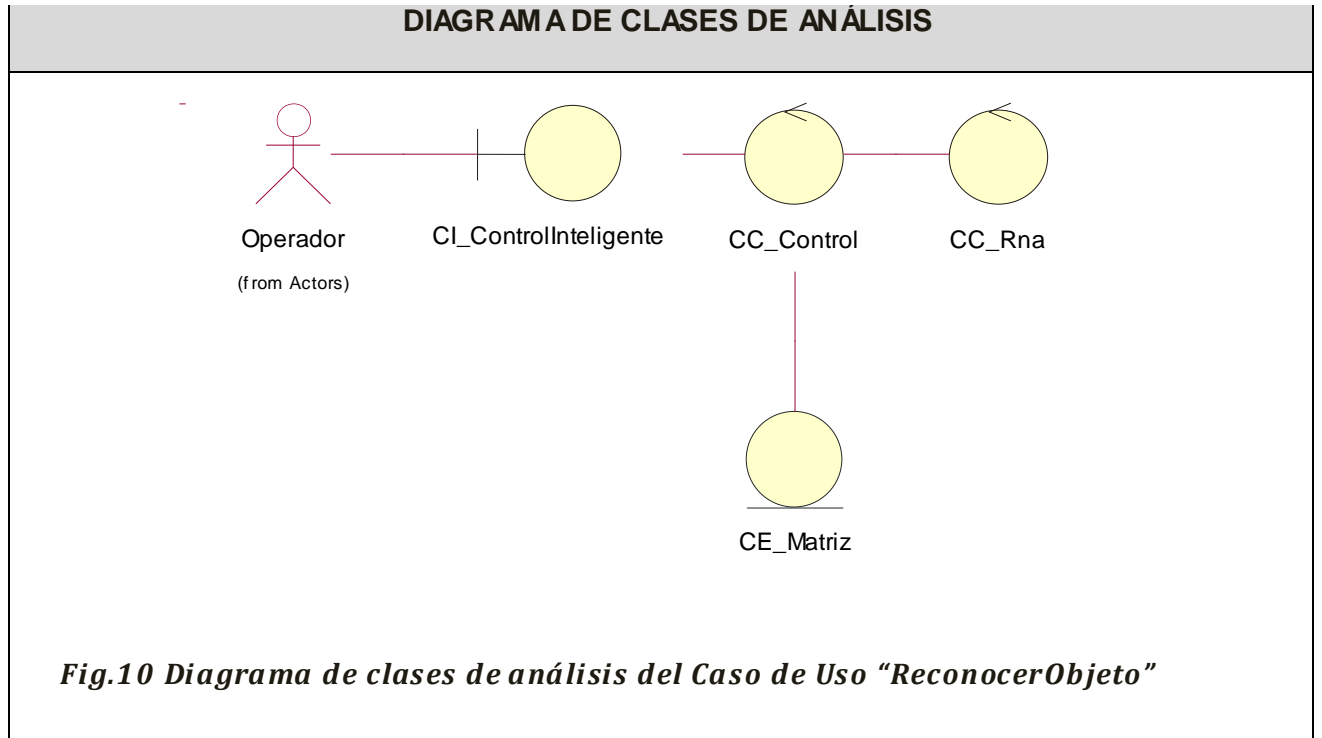 DIAGRAMA DE CLASES DE ANÁLISIS
Operador
(from Actors)
CI_ControlInteligente
CC_Control
CC_Rna
CE_Matriz
Fig.10 Diagrama de clases de análisis del Caso de Uso “ReconocerObjeto”